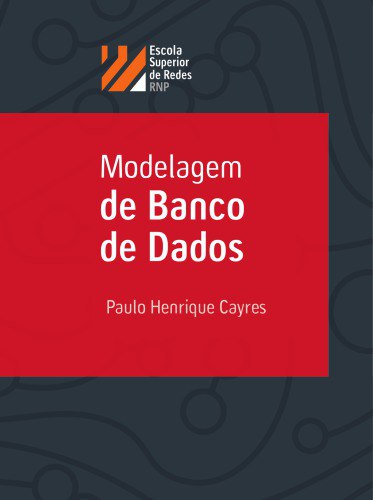 Escola
Superior
de Redes
RNP
Modelagem
de Banco
de Dados
Paulo Henrique Cayres